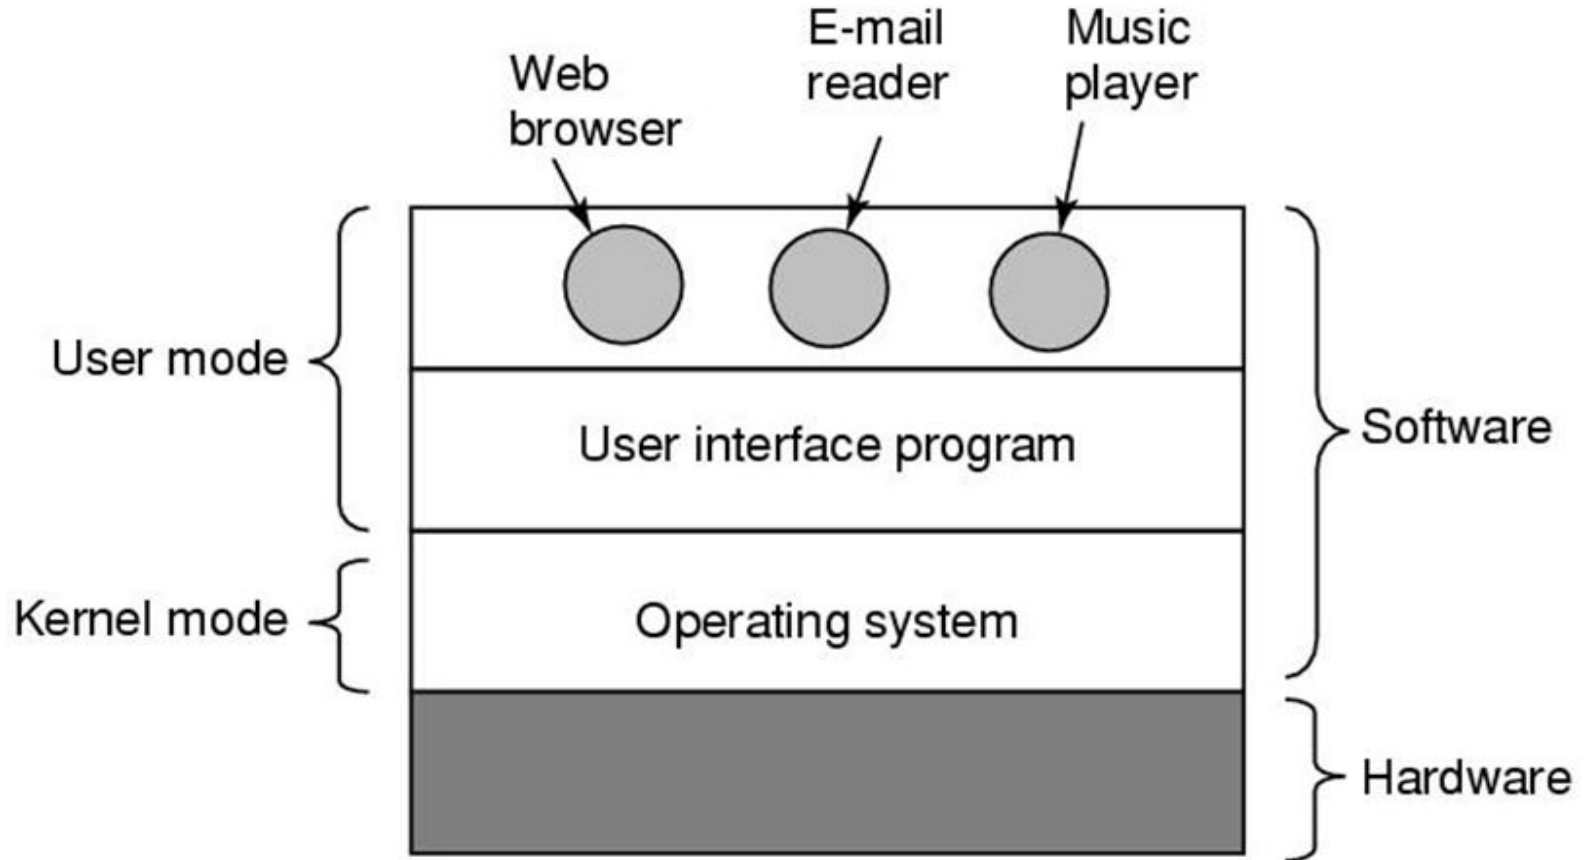 E-mail
reader
Music
player
Web
browser
User mode
User interface program
Software
Kernel mode
Operating system
Hardware